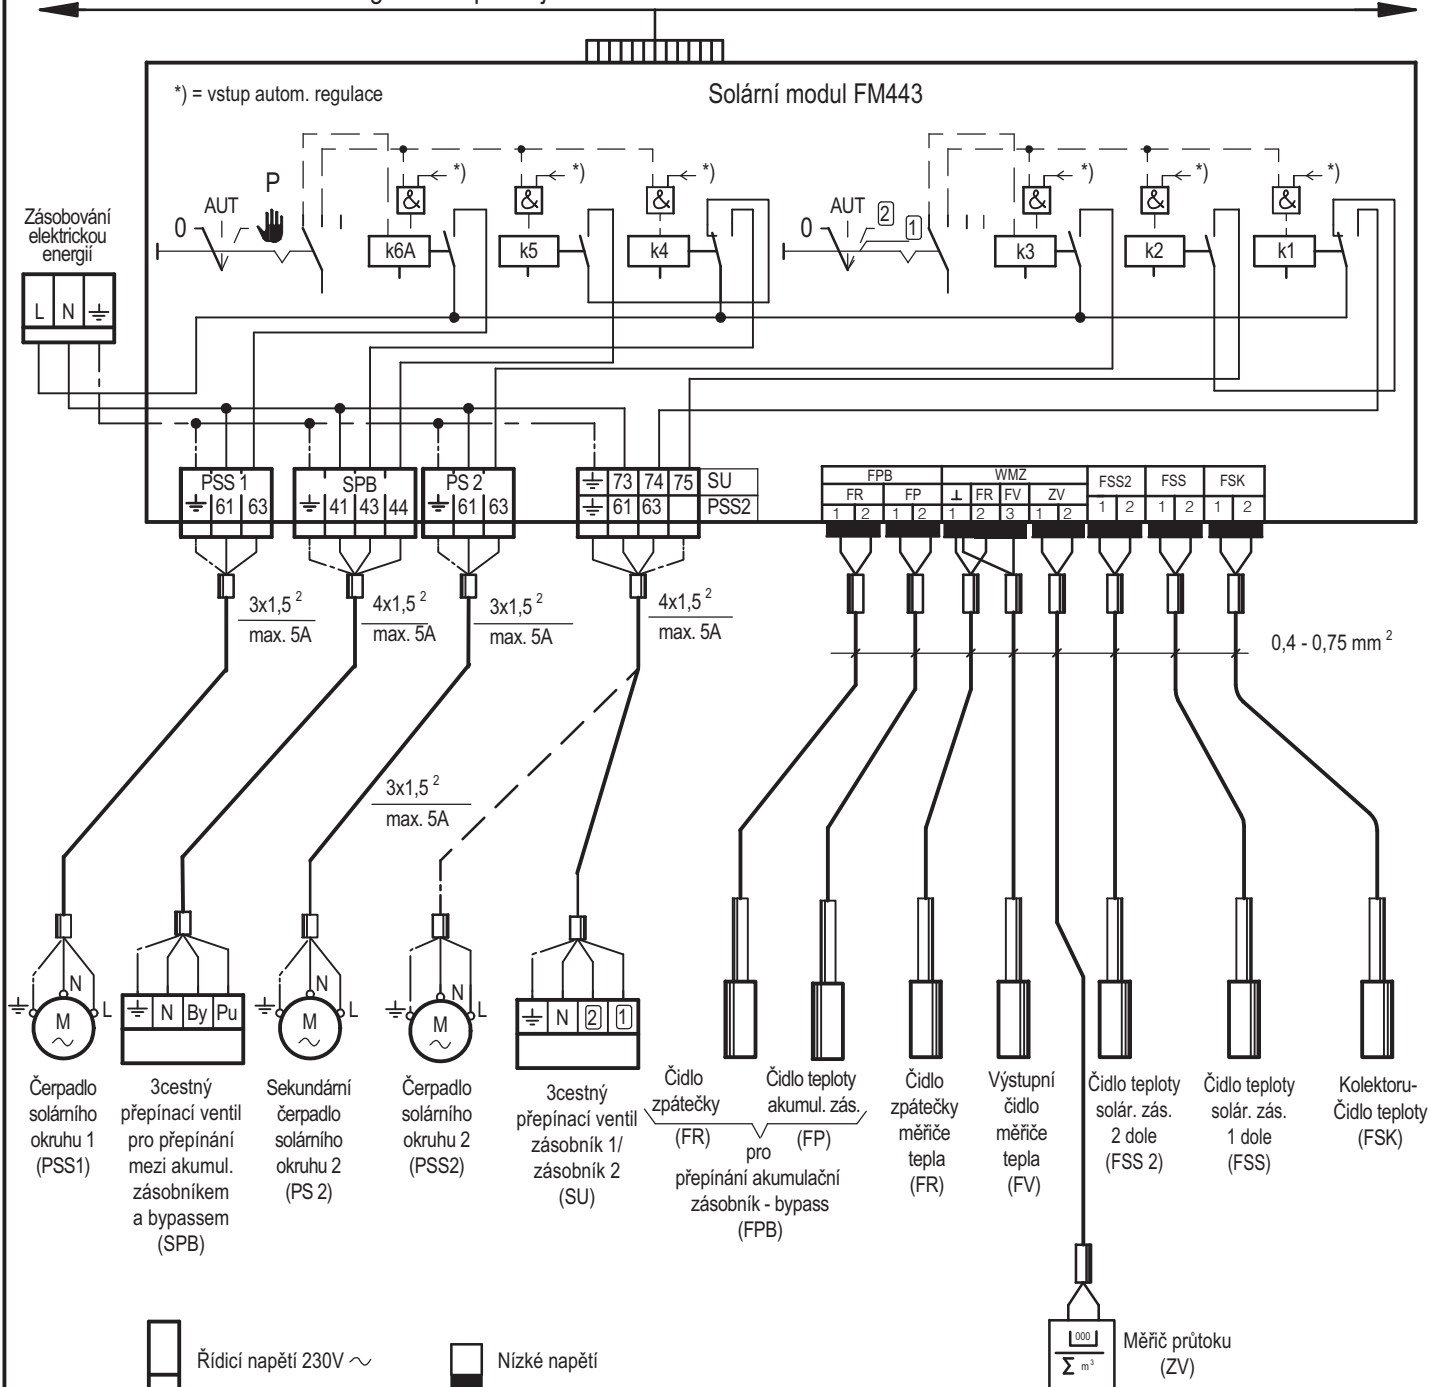 *) = vstup autom. regulace
Solární modul FM443
Zásobování
elektrickou
energií
L N
0 AUT P
& *) & *) & *)
k6A k5 k4
0 AUT 2 1
& *) & *) & *)
k3 k2 k1
PSS 1
61 63
SPB
41 43 44
PS 2
61 63
73 74 75 SU
61 63 PSS2
FPB WMZ FSS2 FSS FSK
FR FP ⊥ FR FV ZV
1 2 1 2 1 2 3 1 2 1 2 1 2 1 2
3x1,5 ²
max. 5A
4x1,5 ²
max. 5A
3x1,5 ²
max. 5A
4x1,5 ²
max. 5A
0,4 - 0,75 mm ²
3x1,5 ²
max. 5A
N
L
M
N By Pu
N
L
M
N
L
M
N 2 1
Čerpadlo
solárního
okruhu 1
(PSS1)
3cestný
přepínací ventil
pro přepínání
mezi akumul.
zásobníkem
a bypassem
(SPB)
Sekundární
čerpadlo
solárního
okruhu 2
(PS 2)
Čerpadlo
solárního
okruhu 2
(PSS2)
3cestný
přepínací ventil
zásobník 1/
zásobník 2
(SU)
Čidlo
zpátečky
(FR)
Čidlo teploty
akumul. zás.
(FP)
pro
přepínání akumulační
zásobník - bypass
(FPB)
Čidlo
zpátečky
měřiče
tepla
(FR)
Výstupní
čidlo
měřiče
tepla
(FV)
Čidlo teploty
solár. zás.
2 dole
(FSS 2)
Čidlo teploty
solár. zás.
1 dole
(FSS)
Kolektoru-
Čidlo teploty
(FSK)
000
Σ m³
Měřič průtoku
(ZV)
Řídicí napětí 230V ~
Nízké napětí